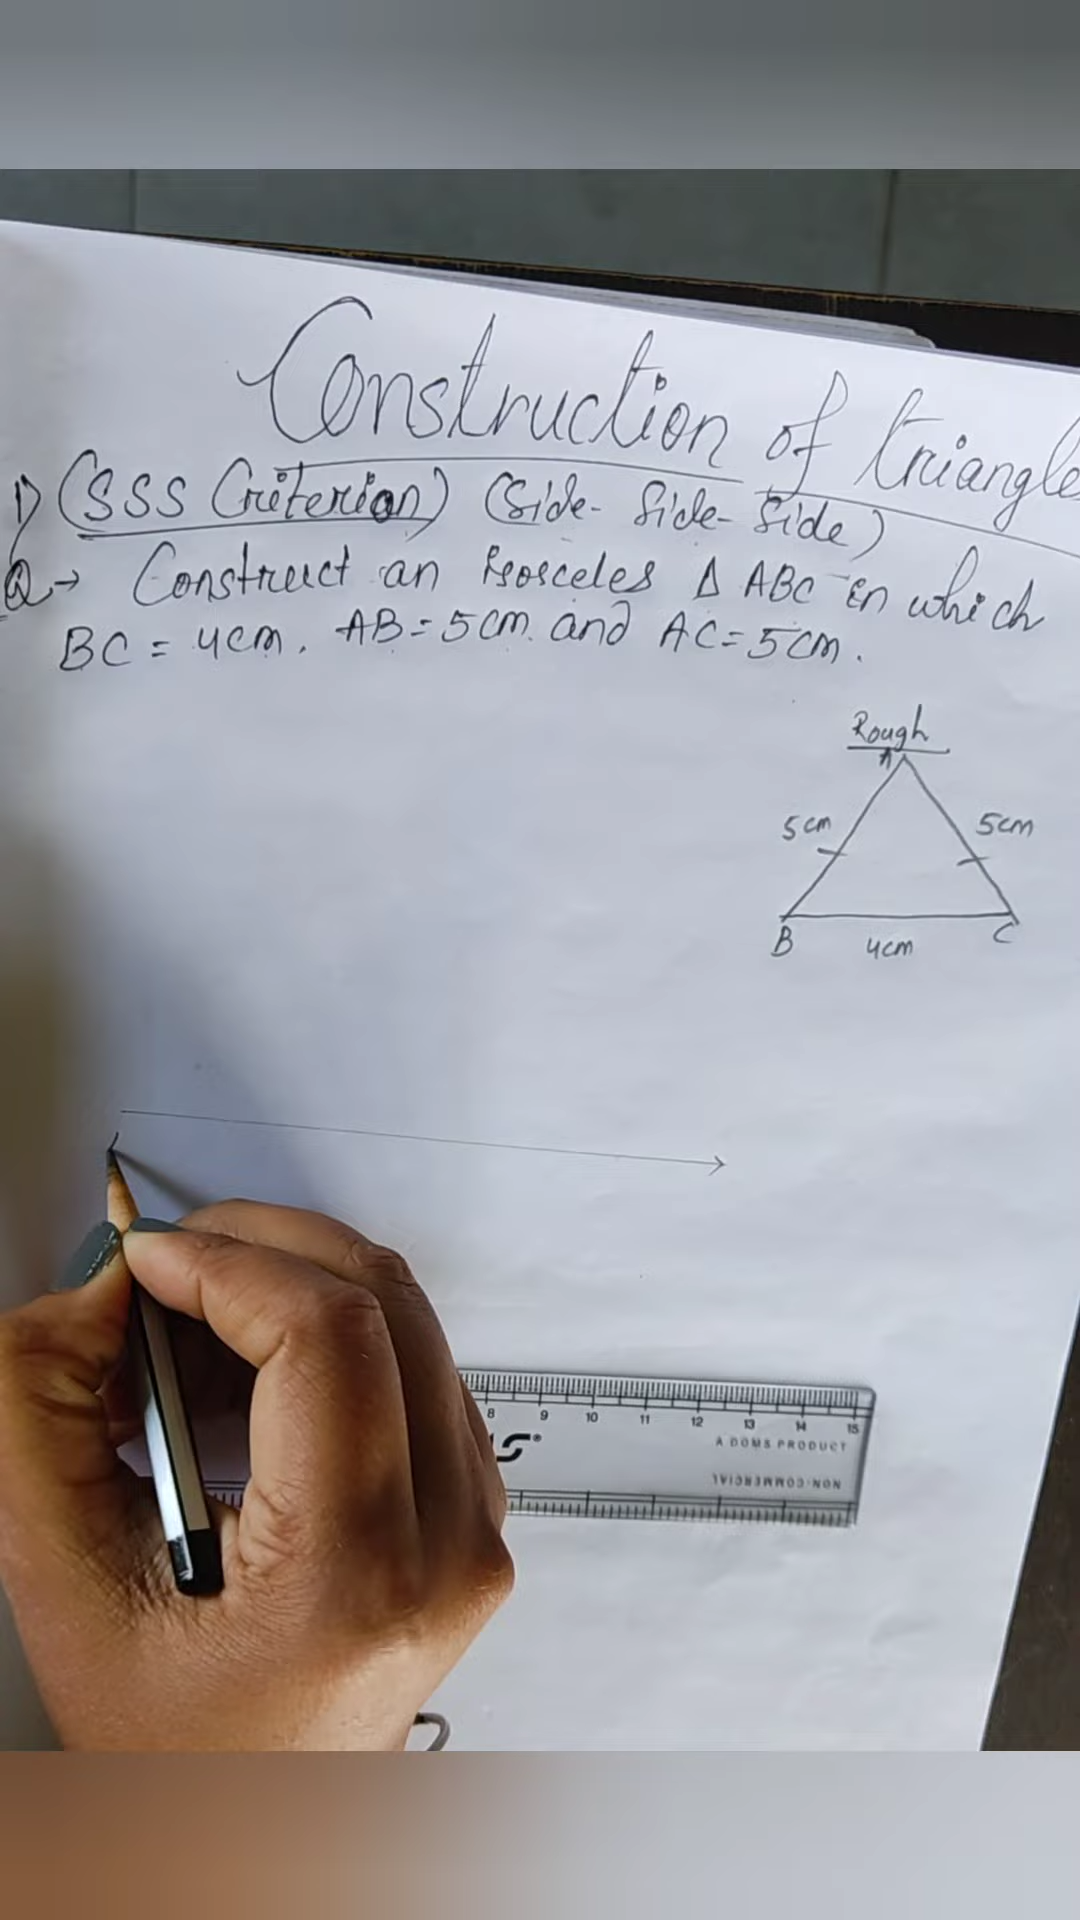 Construction of triangle
1) (SSS Criterion) (Side- Side- Side)
Q→ Construct an isosceles Δ ABC in which
BC = 4cm, AB = 5cm and AC = 5cm.
Rough
A
5cm 5cm
B 4cm C
8 9 10 11 12 13 14 15
A DOMS PRODUCT
NON-COMMERCIAL